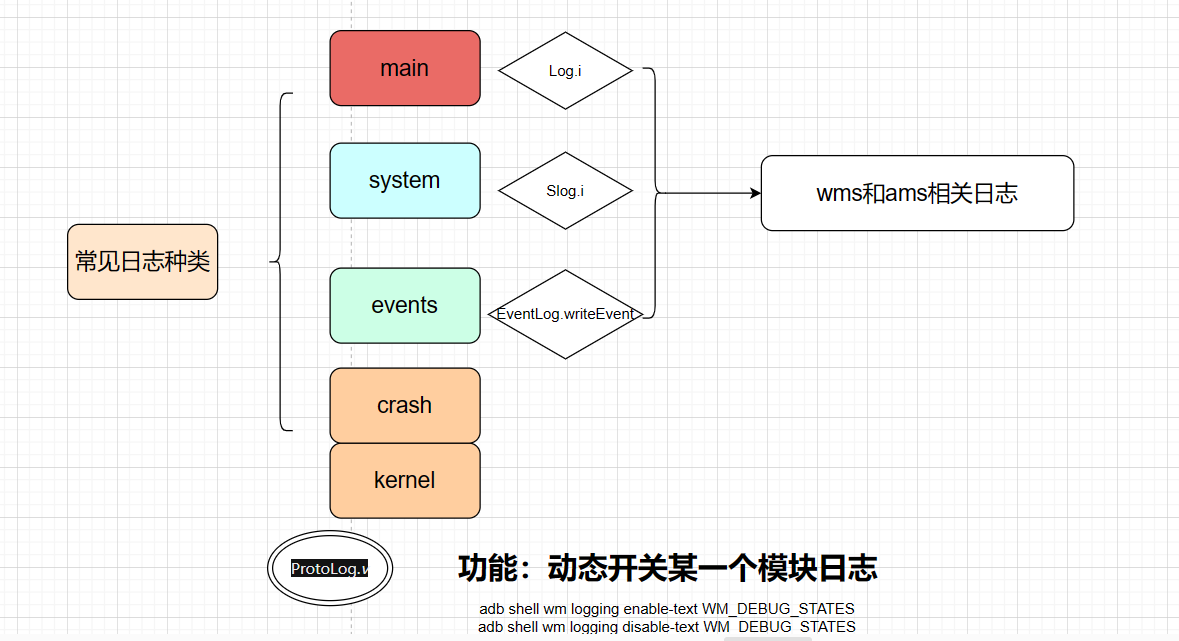 main
Log.i
system
Slog.i
wms和ams相关日志
常见日志种类
events
EventLog.writeEvent
crash
kernel
ProtoLog.v
功能：动态开关某一个模块日志
adb shell wm logging enable-text WM_DEBUG_STATES
adb shell wm logging disable-text WM_DEBUG_STATES